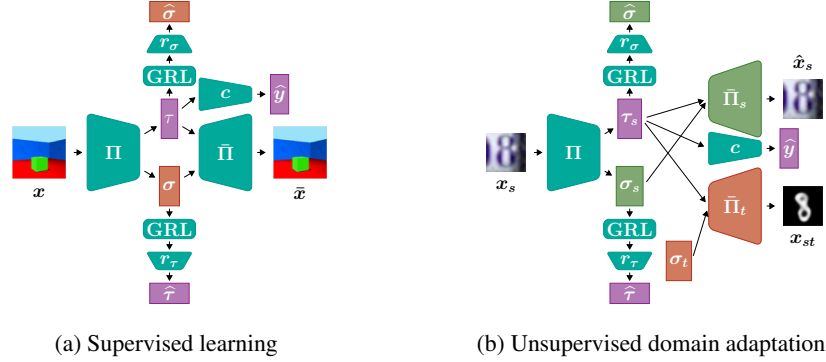 σ̂
r_σ
GRL
τ
c
ŷ
Π
Π̄
x
σ
x̄
GRL
r_τ
τ̂
(a) Supervised learning
σ̂
r_σ
GRL
τ_s
Π̄_s
x̂_s
c
ŷ
Π
x_s
σ_s
Π̄_t
x_st
GRL
r_τ
σ_t
τ̂
(b) Unsupervised domain adaptation